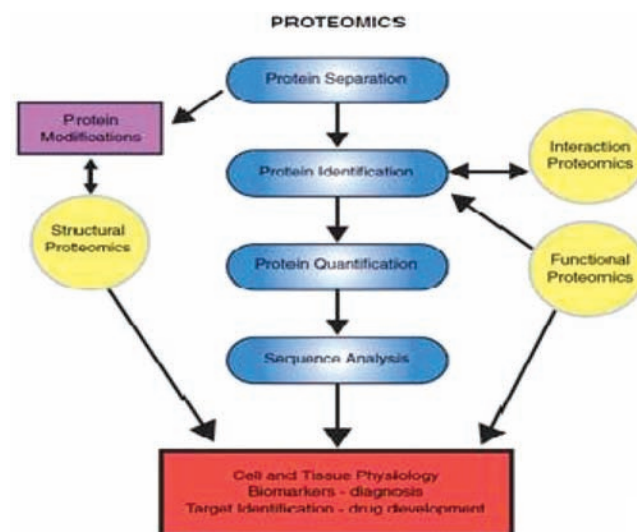 PROTEOMICS
Protein Separation
Protein
Modifications
Interaction
Proteomics
Protein Identification
Structural
Proteomics
Protein Quantification
Functional
Proteomics
Sequence Analysis
Cell and Tissue Physiology
Biomarkers - diagnosis
Target Identification - drug development